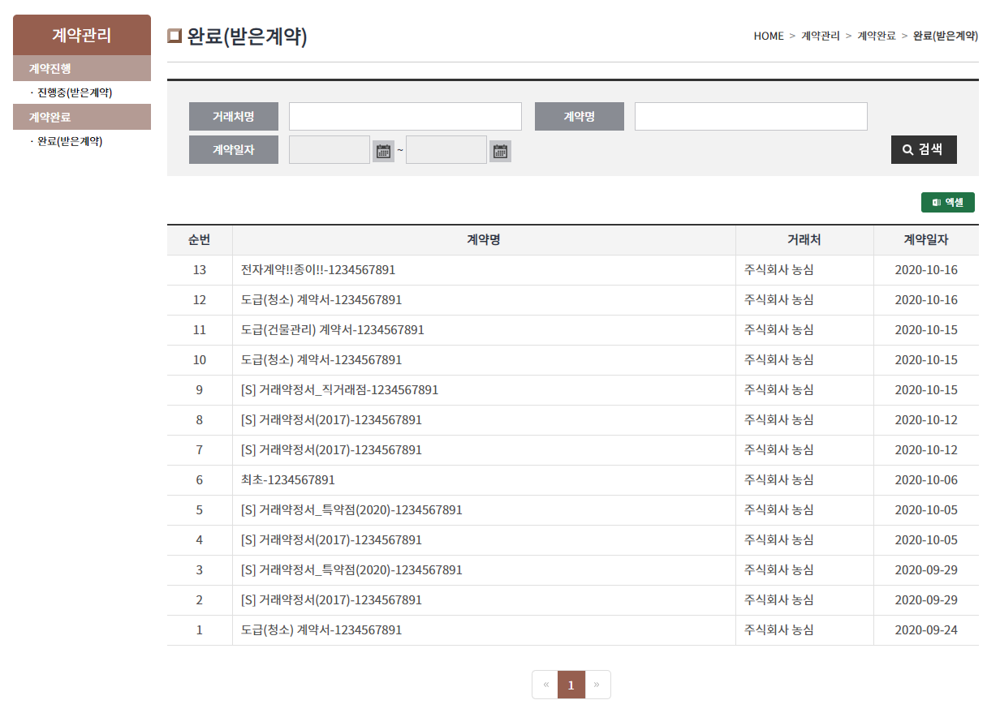 계약관리
계약진행
· 진행중(받은계약)
계약완료
· 완료(받은계약)
완료(받은계약)
HOME > 계약관리 > 계약완료 > 완료(받은계약)
거래처명
계약명
계약일자
~
검색
엑셀
순번 계약명 거래처 계약일자
13 전자계약!!종이!!-1234567891 주식회사 농심 2020-10-16
12 도급(청소) 계약서-1234567891 주식회사 농심 2020-10-16
11 도급(건물관리) 계약서-1234567891 주식회사 농심 2020-10-15
10 도급(청소) 계약서-1234567891 주식회사 농심 2020-10-15
9 [S] 거래약정서_직거래점-1234567891 주식회사 농심 2020-10-15
8 [S] 거래약정서(2017)-1234567891 주식회사 농심 2020-10-12
7 [S] 거래약정서(2017)-1234567891 주식회사 농심 2020-10-12
6 최초-1234567891 주식회사 농심 2020-10-06
5 [S] 거래약정서_특약점(2020)-1234567891 주식회사 농심 2020-10-05
4 [S] 거래약정서(2017)-1234567891 주식회사 농심 2020-10-05
3 [S] 거래약정서_특약점(2020)-1234567891 주식회사 농심 2020-09-29
2 [S] 거래약정서(2017)-1234567891 주식회사 농심 2020-09-29
1 도급(청소) 계약서-1234567891 주식회사 농심 2020-09-24
« 1 »